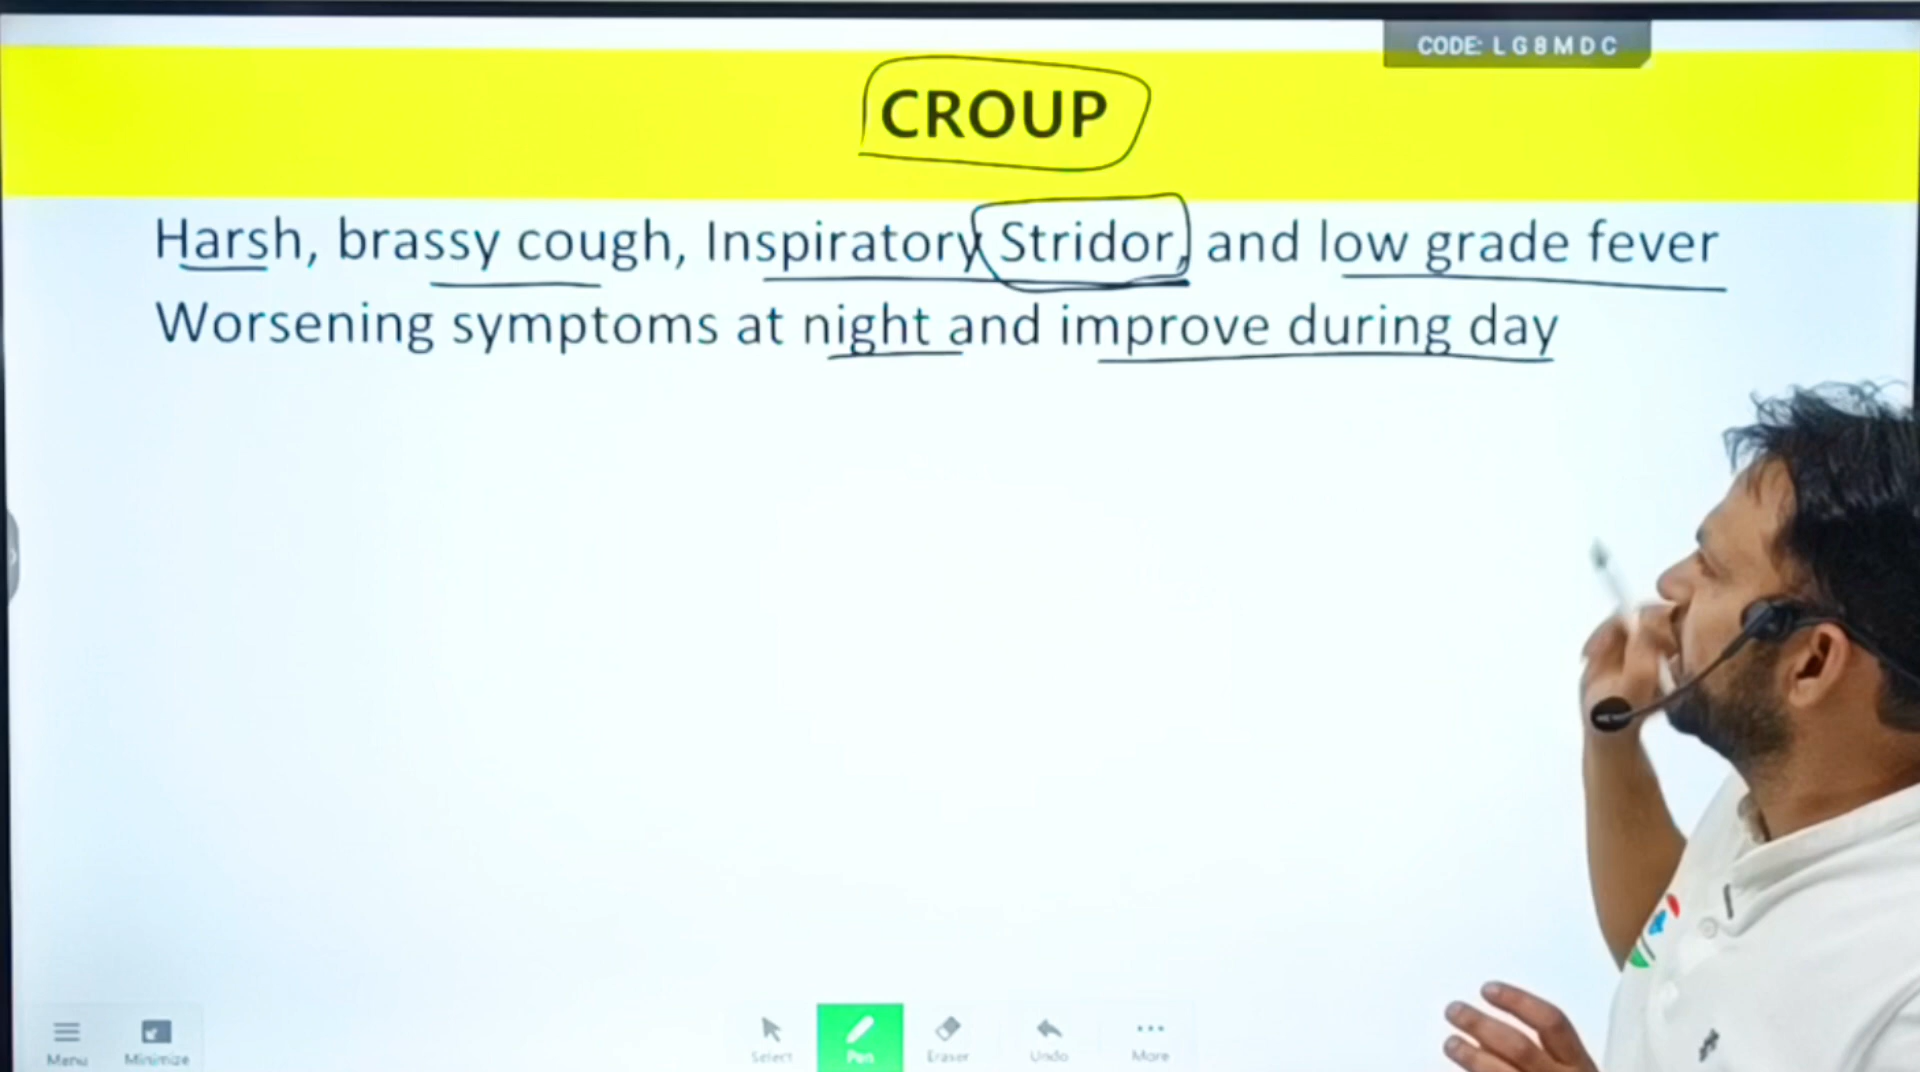 CODE: L G 8 M D C
CROUP
Harsh, brassy cough, Inspiratory Stridor, and low grade fever
Worsening symptoms at night and improve during day
Menu
Minimize
Select
Pen
Eraser
Undo
More